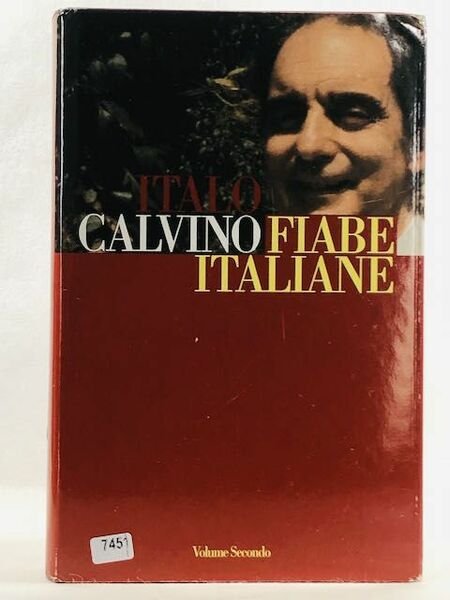 ITALO
CALVINO FIABE
ITALIANE
7451
Volume Secondo